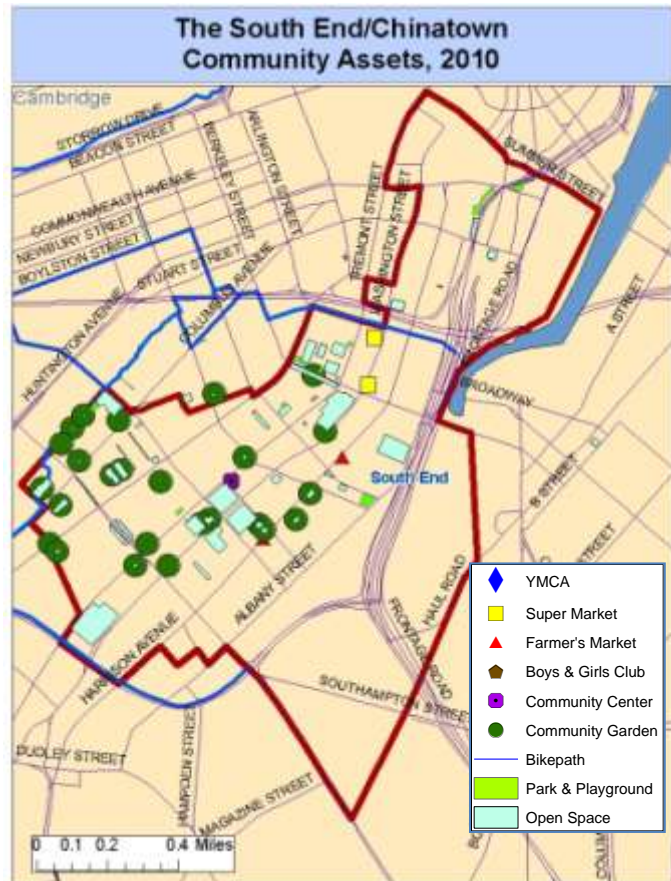 The South End/Chinatown
Community Assets, 2010
Cambridge
STORROW DRIVE
BEACON STREET
ARLINGTON STREET
BERKELEY STREET
COMMONWEALTH AVENUE
NEWBURY STREET
BOYLSTON STREET
STUART STREET
COLUMBUS AVENUE
HUNTINGTON AVENUE
TREMONT STREET
WASHINGTON STREET
SUMMER STREET
FRONTAGE ROAD
A STREET
BROADWAY
B STREET
South End
ALBANY STREET
HARRISON AVENUE
HAUL ROAD
FRONTAGE ROAD
STREET
SOUTHAMPTON STREET
DUDLEY STREET
HAMPDEN STREET
MAGAZINE STREET
YMCA
Super Market
Farmer's Market
Boys & Girls Club
Community Center
Community Garden
Bikepath
Park & Playground
Open Space
0 0.1 0.2 0.4 Miles